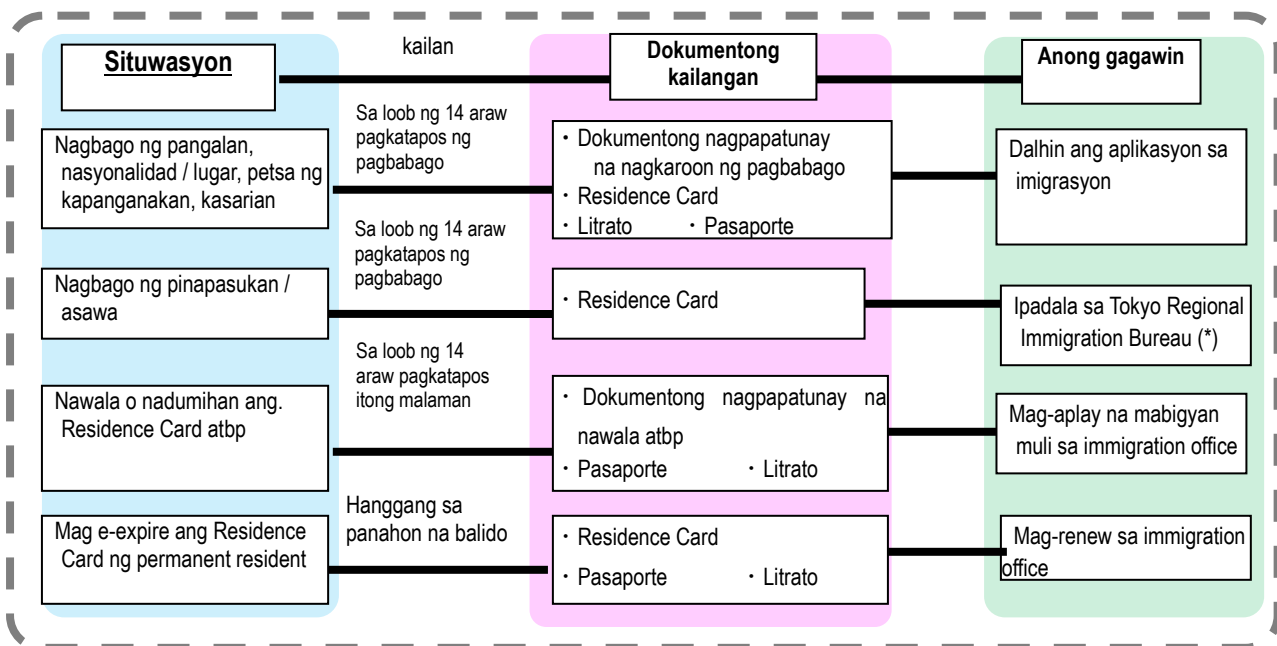 Situwasyon
kailan
Dokumentong
kailangan
Anong gagawin
Nagbago ng pangalan,
nasyonalidad / lugar, petsa ng
kapanganakan, kasarian
Sa loob ng 14 araw
pagkatapos ng
pagbabago
・ Dokumentong nagpapatunay
na nagkaroon ng pagbabago
・ Residence Card
・ Litrato ・ Pasaporte
Dalhin ang aplikasyon sa
imigrasyon
Nagbago ng pinapasukan /
asawa
Sa loob ng 14 araw
pagkatapos ng
pagbabago
・ Residence Card
Ipadala sa Tokyo Regional
Immigration Bureau (*)
Nawala o nadumihan ang.
Residence Card atbp
Sa loob ng 14
araw pagkatapos
itong malaman
・ Dokumentong nagpapatunay na
nawala atbp
・ Pasaporte ・ Litrato
Mag-aplay na mabigyan
muli sa immigration office
Mag e-expire ang Residence
Card ng permanent resident
Hanggang sa
panahon na balido
・ Residence Card
・ Pasaporte ・ Litrato
Mag-renew sa immigration
office